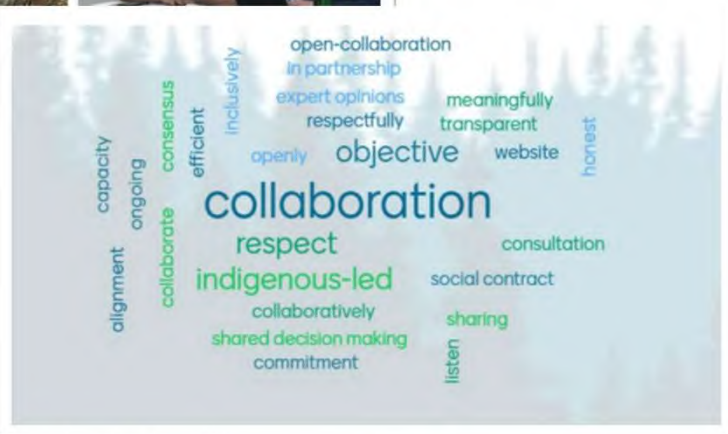 open-collaboration
in partnership
expert opinions
meaningfully
respectfully
transparent
inclusively
consensus
efficient
honest
openly
objective
website
capacity
ongoing
collaboration
respect
consultation
collaborate
indigenous-led
social contract
alignment
collaboratively
sharing
shared decision making
listen
commitment